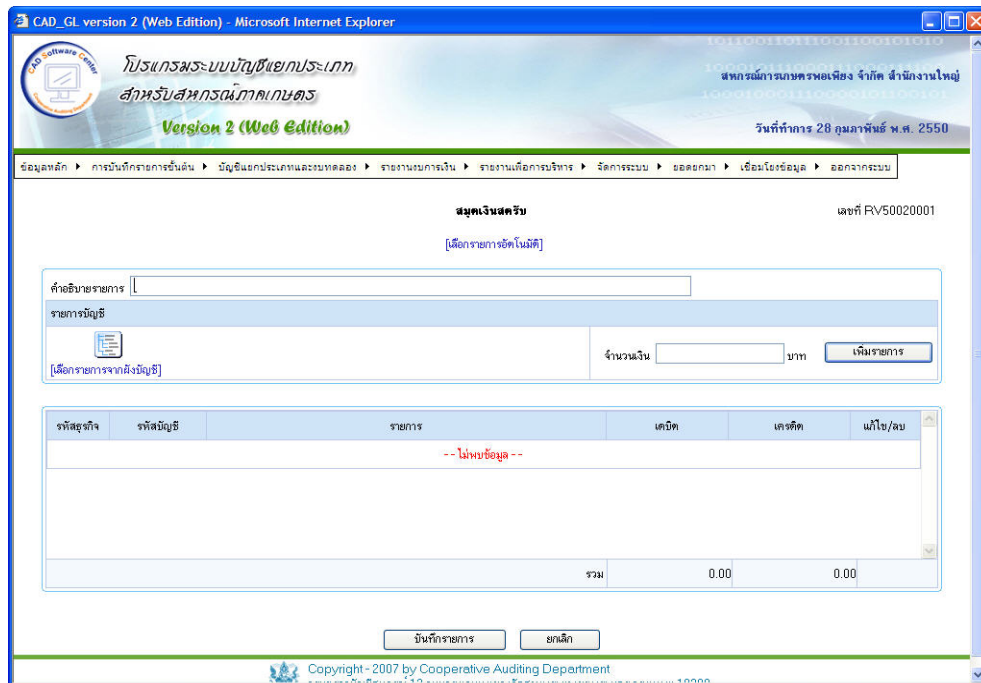 CAD_GL version 2 (Web Edition) - Microsoft Internet Explorer
CAD Software Center
Cooperative Auditing Department
โปรแกรมระบบบัญชีแยกประเภท
สำหรับสหกรณ์ภาคเกษตร
Version 2 (Web Edition)
สหกรณ์การเกษตรพอเพียง จำกัด สำนักงานใหญ่
วันที่ทำการ 28 กุมภาพันธ์ พ.ศ. 2550
ข้อมูลหลัก การบันทึกรายการขั้นต้น บัญชีแยกประเภทและงบทดลอง รายงานงบการเงิน รายงานเพื่อการบริหาร จัดการระบบ ยอดยกมา เชื่อมโยงข้อมูล ออกจากระบบ
สมุดเงินสดรับ
เลขที่ RV50020001
[เลือกรายการอัตโนมัติ]
คำอธิบายรายการ
รายการบัญชี
[เลือกรายการจากผังบัญชี]
จำนวนเงิน บาท เพิ่มรายการ
รหัสธุรกิจ รหัสบัญชี รายการ เดบิต เครดิต แก้ไข/ลบ
-- ไม่พบข้อมูล --
รวม 0.00 0.00
บันทึกรายการ ยกเลิก
Copyright - 2007 by Cooperative Auditing Department